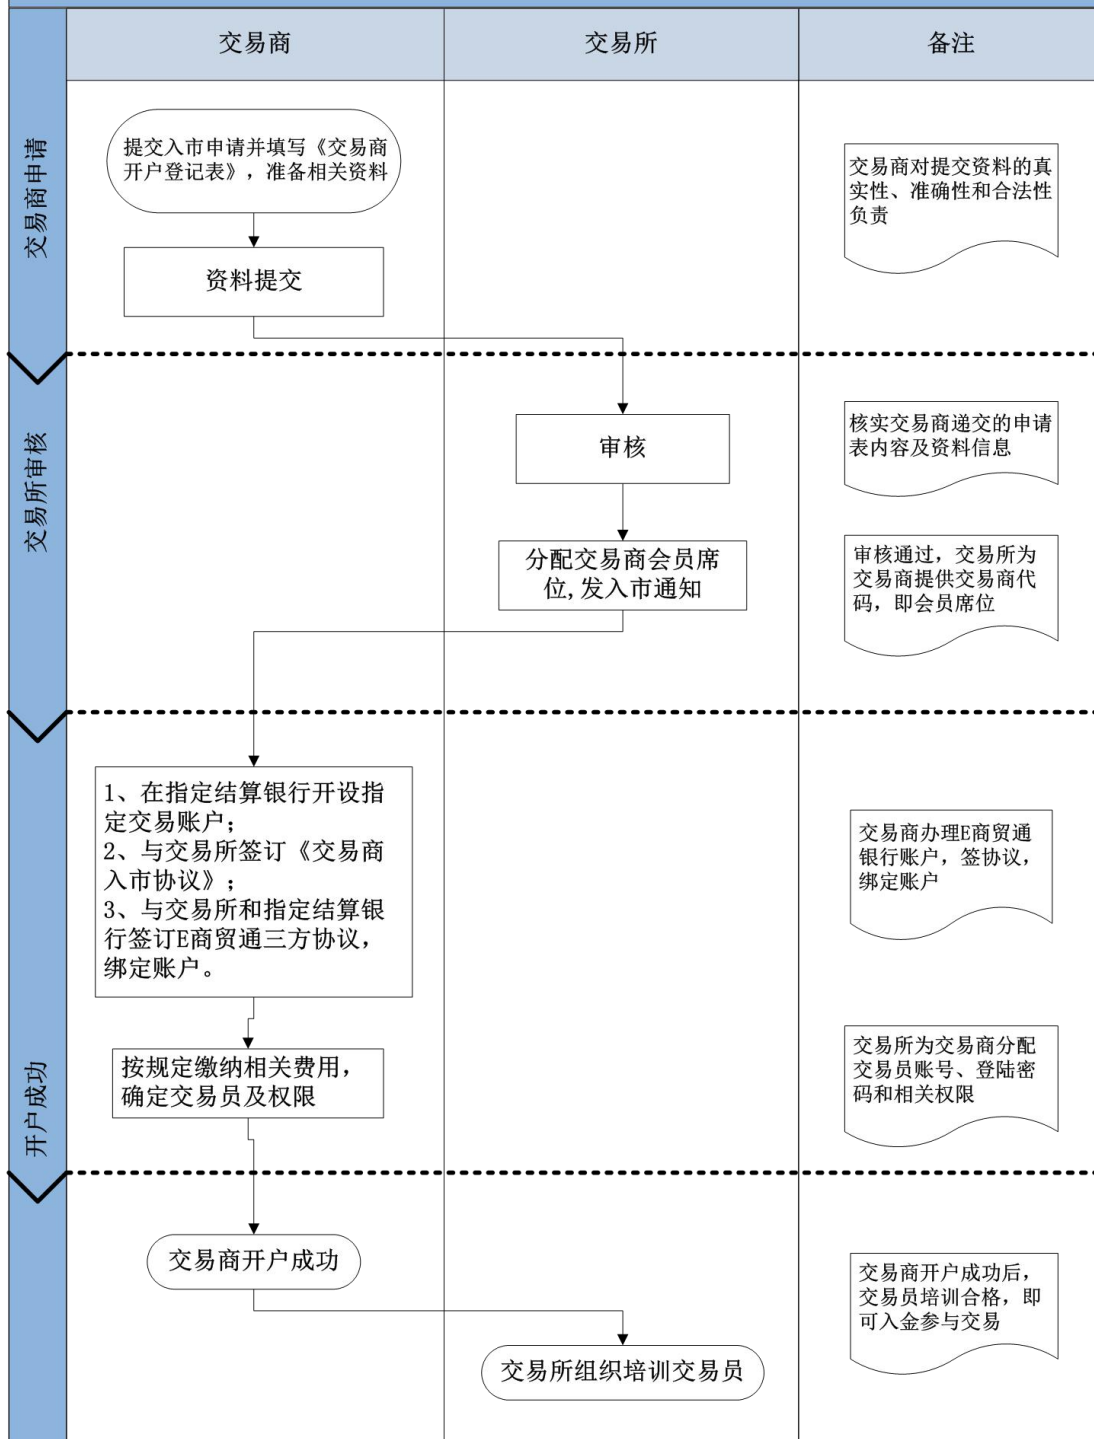 交易商
交易所
备注
交易商申请
提交入市申请并填写《交易商
开户登记表》，准备相关资料
交易商对提交资料的真
实性、准确性和合法性
负责
资料提交
交易所审核
审核
核实交易商递交的申请
表内容及资料信息
分配交易商会员席
位,发入市通知
审核通过，交易所为
交易商提供交易商代
码，即会员席位
开户成功
1、在指定结算银行开设指
定交易账户；
2、与交易所签订《交易商
入市协议》；
3、与交易所和指定结算银
行签订E商贸通三方协议，
绑定账户。
交易商办理E商贸通
银行账户，签协议，
绑定账户
按规定缴纳相关费用，
确定交易员及权限
交易所为交易商分配
交易员账号、登陆密
码和相关权限
交易商开户成功
交易商开户成功后，
交易员培训合格，即
可入金参与交易
交易所组织培训交易员